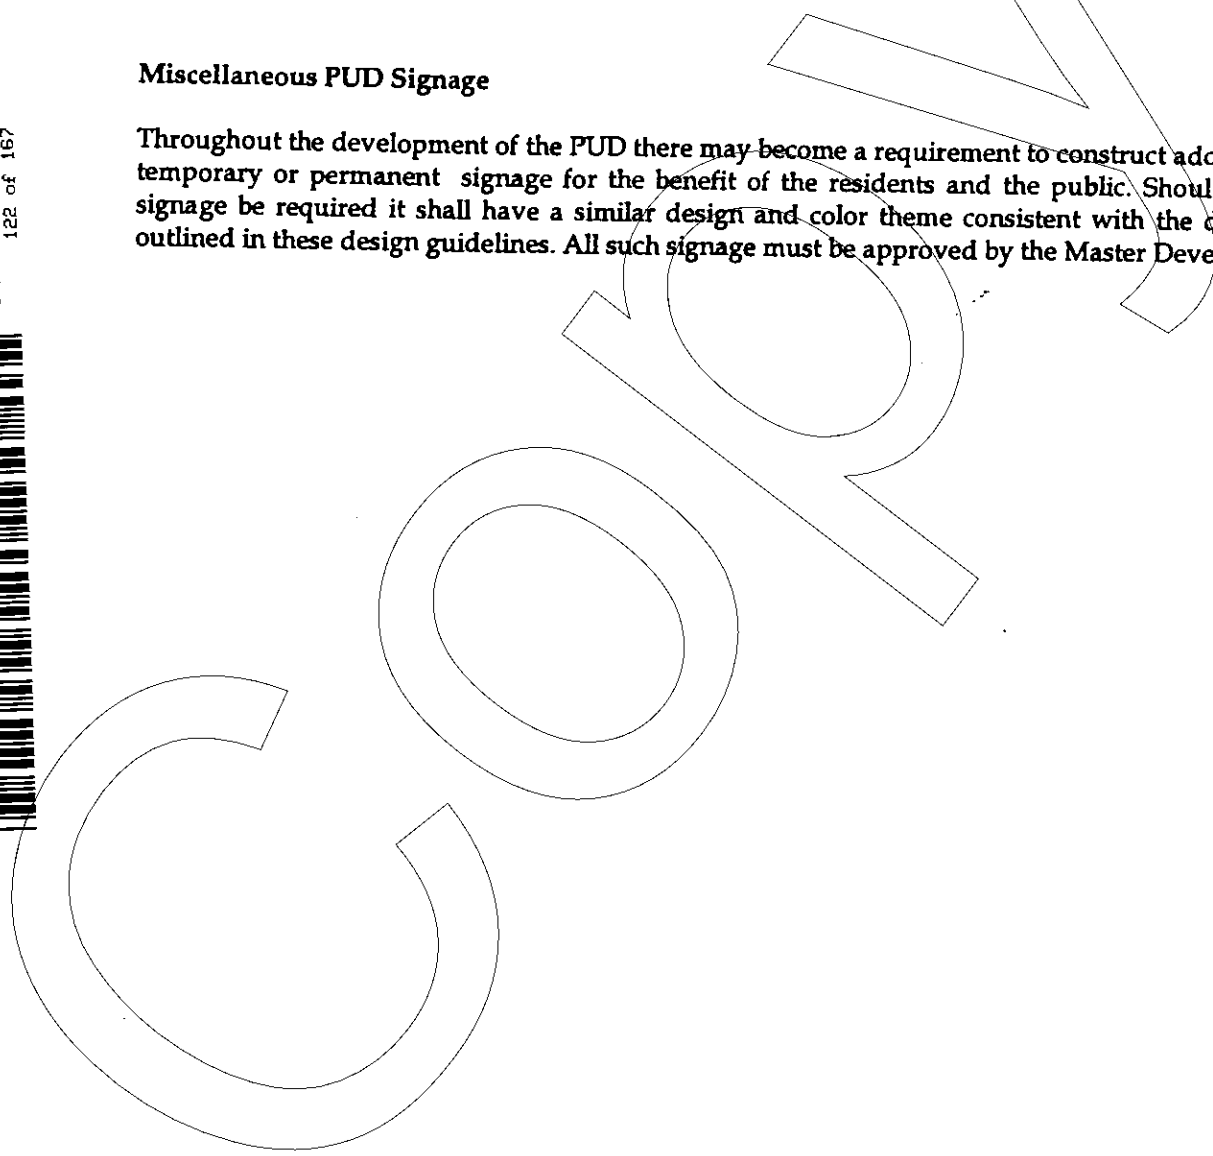 Miscellaneous PUD Signage
Throughout the development of the PUD there may become a requirement to construct
temporary or permanent signage for the benefit of the residents and the public.
signage be required it shall have a similar design and color theme consistent with the
outlined in these design guidelines. All such signage must be approved by the Master
122 of 167
Copy